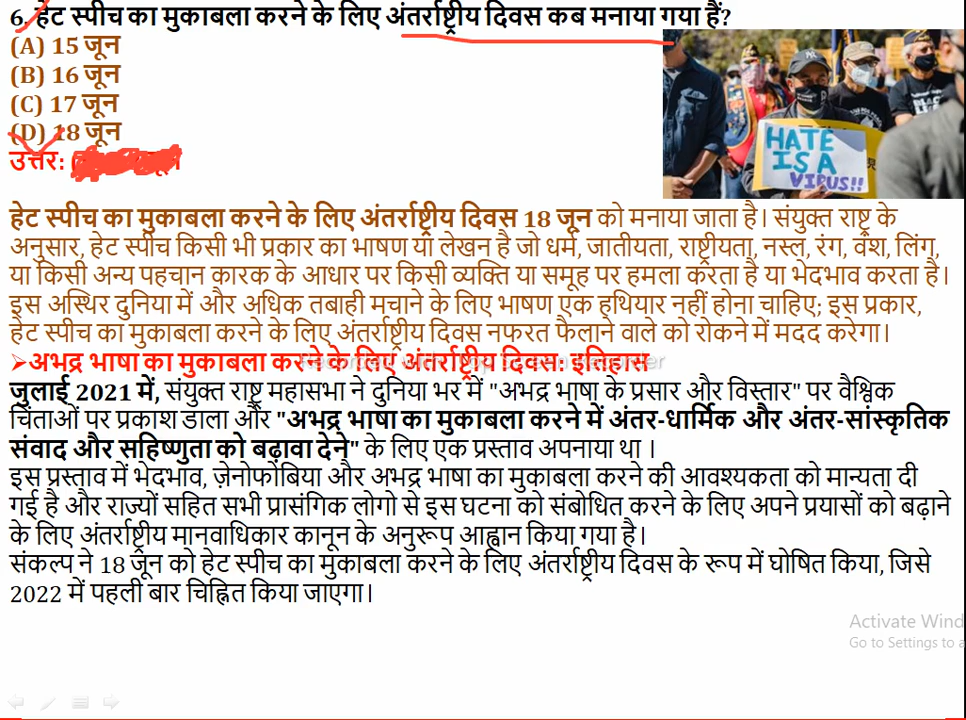 6. हेट स्पीच का मुकाबला करने के लिए अंतर्राष्ट्रीय दिवस कब मनाया गया हैं?
(A) 15 जून
(B) 16 जून
(C) 17 जून
(D) 18 जून
उत्तर:
HATE
IS A
VIRUS!!
हेट स्पीच का मुकाबला करने के लिए अंतर्राष्ट्रीय दिवस 18 जून को मनाया जाता है। संयुक्त राष्ट्र के
अनुसार, हेट स्पीच किसी भी प्रकार का भाषण या लेखन है जो धर्म, जातीयता, राष्ट्रीयता, नस्ल, रंग, वंश, लिंग,
या किसी अन्य पहचान कारक के आधार पर किसी व्यक्ति या समूह पर हमला करता है या भेदभाव करता है।
इस अस्थिर दुनिया में और अधिक तबाही मचाने के लिए भाषण एक हथियार नहीं होना चाहिए; इस प्रकार,
हेट स्पीच का मुकाबला करने के लिए अंतर्राष्ट्रीय दिवस नफरत फैलाने वाले को रोकने में मदद करेगा।
➢अभद्र भाषा का मुकाबला करने के लिए अंतर्राष्ट्रीय दिवस: इतिहास
जुलाई 2021 में, संयुक्त राष्ट्र महासभा ने दुनिया भर में "अभद्र भाषा के प्रसार और विस्तार" पर वैश्विक
चिंताओं पर प्रकाश डाला और "अभद्र भाषा का मुकाबला करने में अंतर-धार्मिक और अंतर-सांस्कृतिक
संवाद और सहिष्णुता को बढ़ावा देने" के लिए एक प्रस्ताव अपनाया था ।
इस प्रस्ताव में भेदभाव, ज़ेनोफोबिया और अभद्र भाषा का मुकाबला करने की आवश्यकता को मान्यता दी
गई है और राज्यों सहित सभी प्रासंगिक लोगो से इस घटना को संबोधित करने के लिए अपने प्रयासों को बढ़ाने
के लिए अंतर्राष्ट्रीय मानवाधिकार कानून के अनुरूप आह्वान किया गया है।
संकल्प ने 18 जून को हेट स्पीच का मुकाबला करने के लिए अंतर्राष्ट्रीय दिवस के रूप में घोषित किया, जिसे
2022 में पहली बार चिह्नित किया जाएगा।
Activate Wind
Go to Settings to a